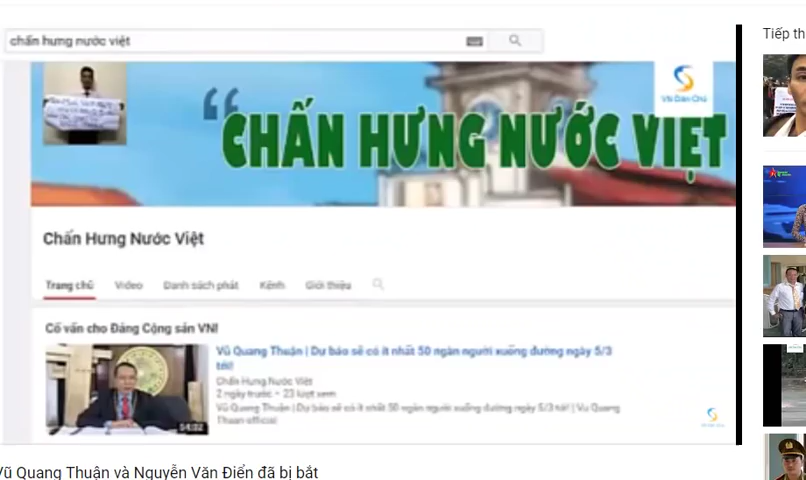 chấn hưng nước việt
Tiếp th
VN Dân Chủ
“CHẤN HƯNG NƯỚC VIỆT
Chấn Hưng Nước Việt
Trang chủ Video Danh sách phát Kênh Giới thiệu
Cố vấn cho Đảng Cộng sản VN!
Vũ Quang Thuận | Dự báo sẽ có ít nhất 50 ngàn người xuống đường ngày 5/3
tới!
Chấn Hưng Nước Việt
2 ngày trước • 23 lượt xem
Vũ Quang Thuận | Dự báo sẽ có ít nhất 50 ngàn người xuống đường ngày 5/3 tới! | Vu Quang
Thuan official
54:02
Vũ Quang Thuận và Nguyễn Văn Điển đã bị bắt